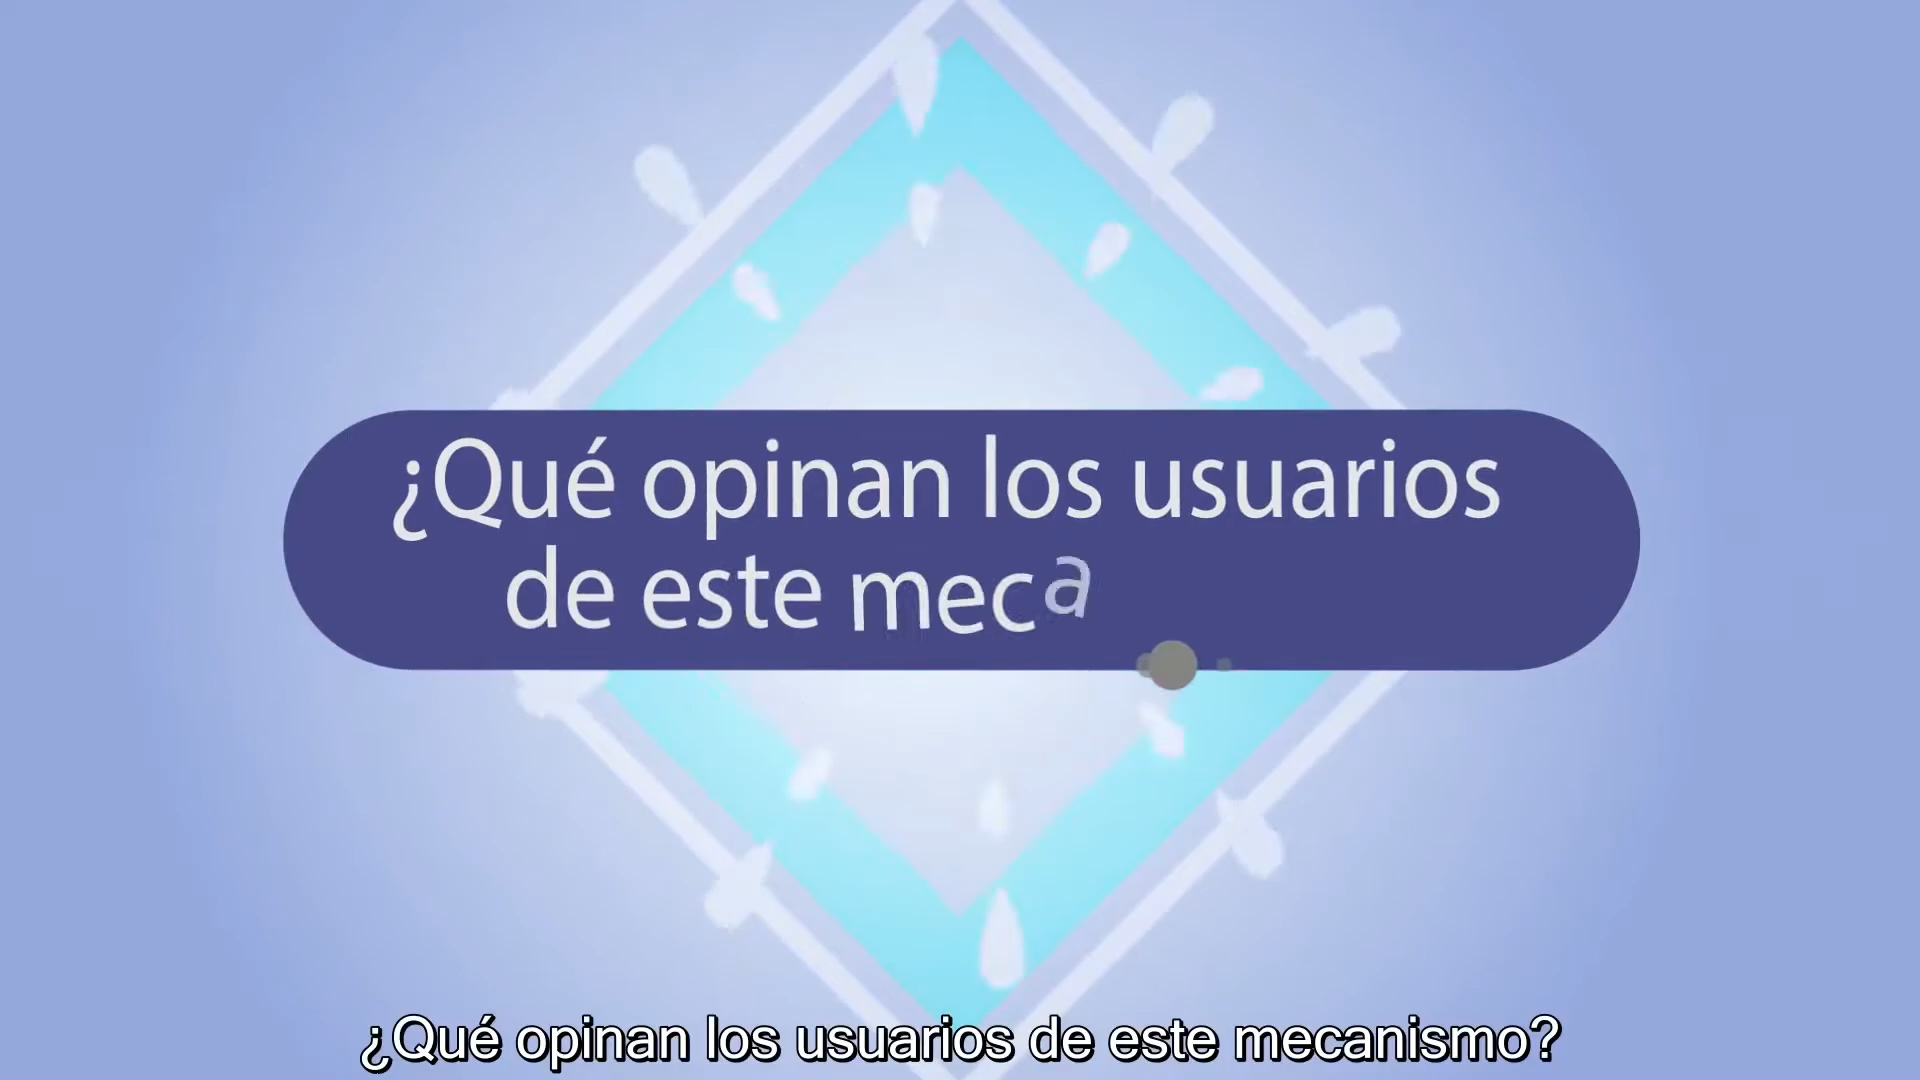 ¿Qué opinan los usuarios
de este meca
¿Qué opinan los usuarios de este mecanismo?